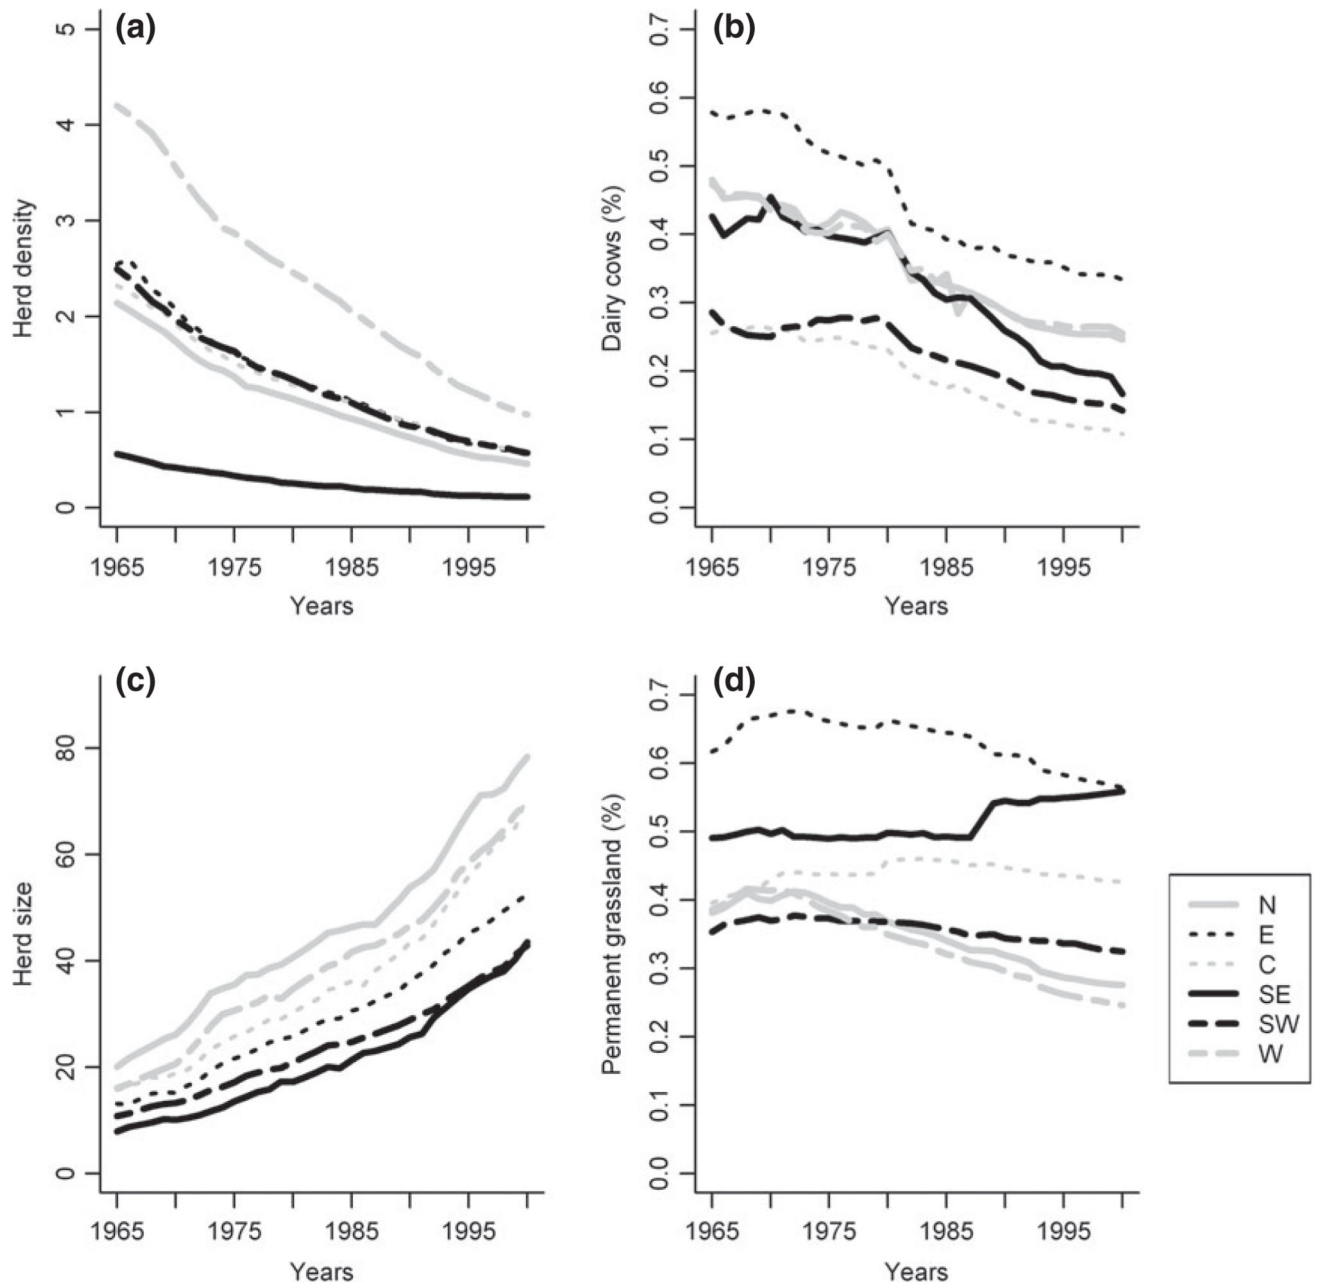 (a)
Herd density
5
4
3
2
1
0
1965 1975 1985 1995
Years
(b)
Dairy cows (%)
0.7
0.6
0.5
0.4
0.3
0.2
0.1
0.0
1965 1975 1985 1995
Years
(c)
Herd size
80
60
40
20
0
1965 1975 1985 1995
Years
(d)
Permanent grassland (%)
0.7
0.6
0.5
0.4
0.3
0.2
0.1
0.0
1965 1975 1985 1995
Years
N
E
C
SE
SW
W